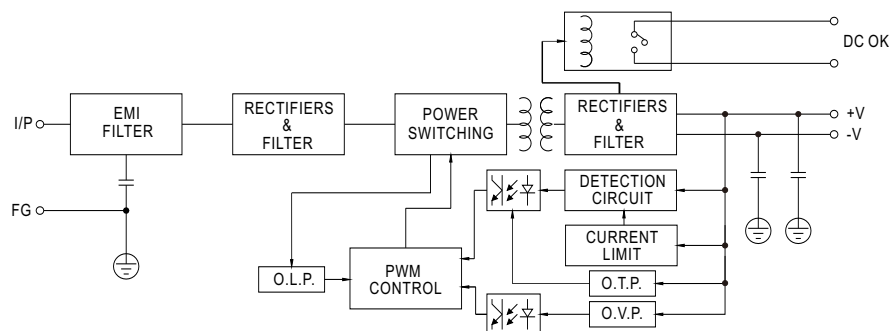 DC OK
EMI
FILTER
RECTIFIERS
&
FILTER
POWER
SWITCHING
RECTIFIERS
&
FILTER
I/P
+V
-V
DETECTION
CIRCUIT
FG
CURRENT
LIMIT
O.L.P.
PWM
CONTROL
O.T.P.
O.V.P.